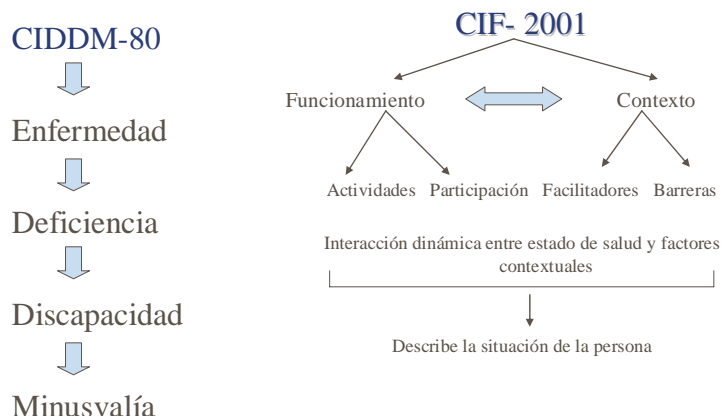 CIDDM-80
Enfermedad
Deficiencia
Discapacidad
Minusvalía
CIF- 2001
Funcionamiento
Contexto
Actividades
Participación
Facilitadores
Barreras
Interacción dinámica entre estado de salud y factores
contextuales
Describe la situación de la persona